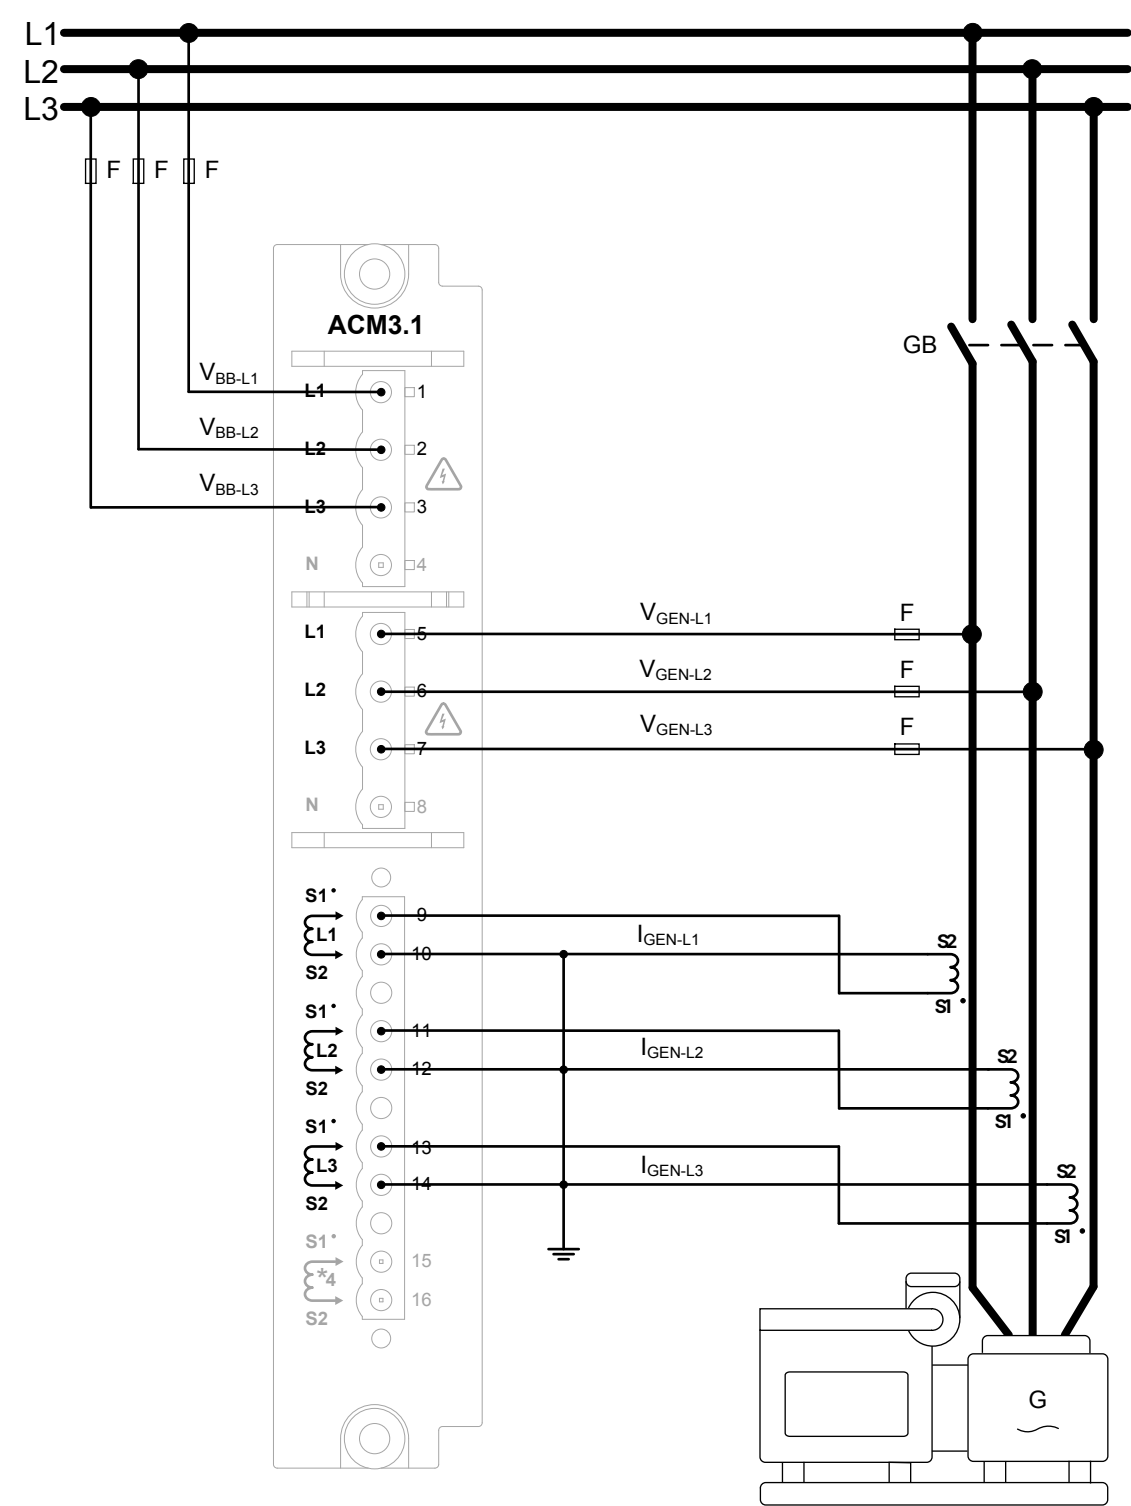 L1
L2
L3
F F F
ACM3.1
GB
V_BB-L1
L1 1
V_BB-L2
L2 2
V_BB-L3
L3 3
N 4
V_GEN-L1 F
L1 5
V_GEN-L2 F
L2 6
V_GEN-L3 F
L3 7
N 8
S1•
9
L1
I_GEN-L1
S2
10
S2
S1•
S1•
11
L2
I_GEN-L2
S2
12
S2
S1•
S1•
13
L3
I_GEN-L3
S2
14
S2
S1•
S1•
15
*4
16
S2
G